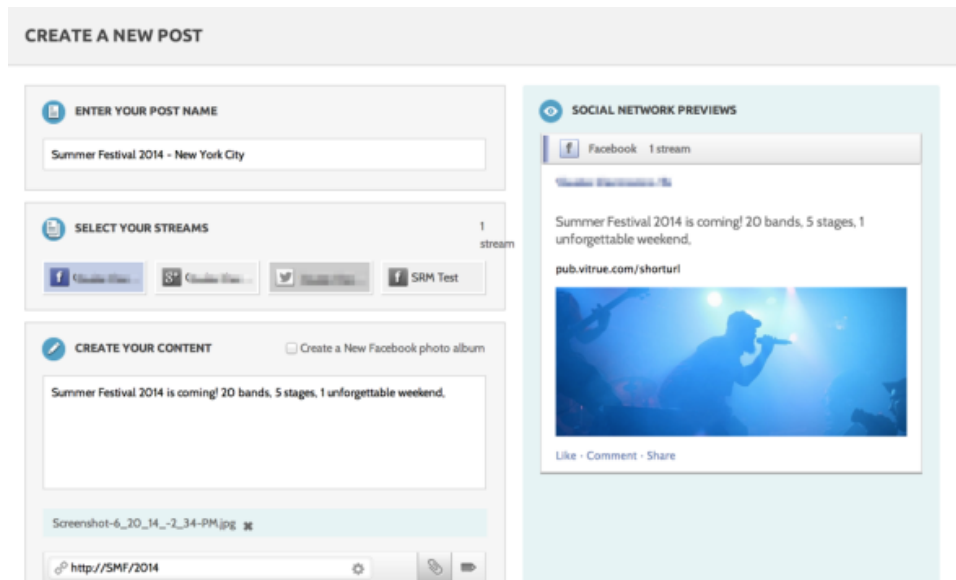 CREATE A NEW POST
ENTER YOUR POST NAME
Summer Festival 2014 - New York City
SELECT YOUR STREAMS
1
stream
SRM Test
CREATE YOUR CONTENT
Create a New Facebook photo album
Summer Festival 2014 is coming! 20 bands, 5 stages, 1 unforgettable weekend,
Screenshot-6_20_14_-2_34-PM.jpg
http://SMF/2014
SOCIAL NETWORK PREVIEWS
Facebook 1 stream
Summer Festival 2014 is coming! 20 bands, 5 stages, 1
unforgettable weekend,
pub.vitrue.com/shorturl
Like · Comment · Share